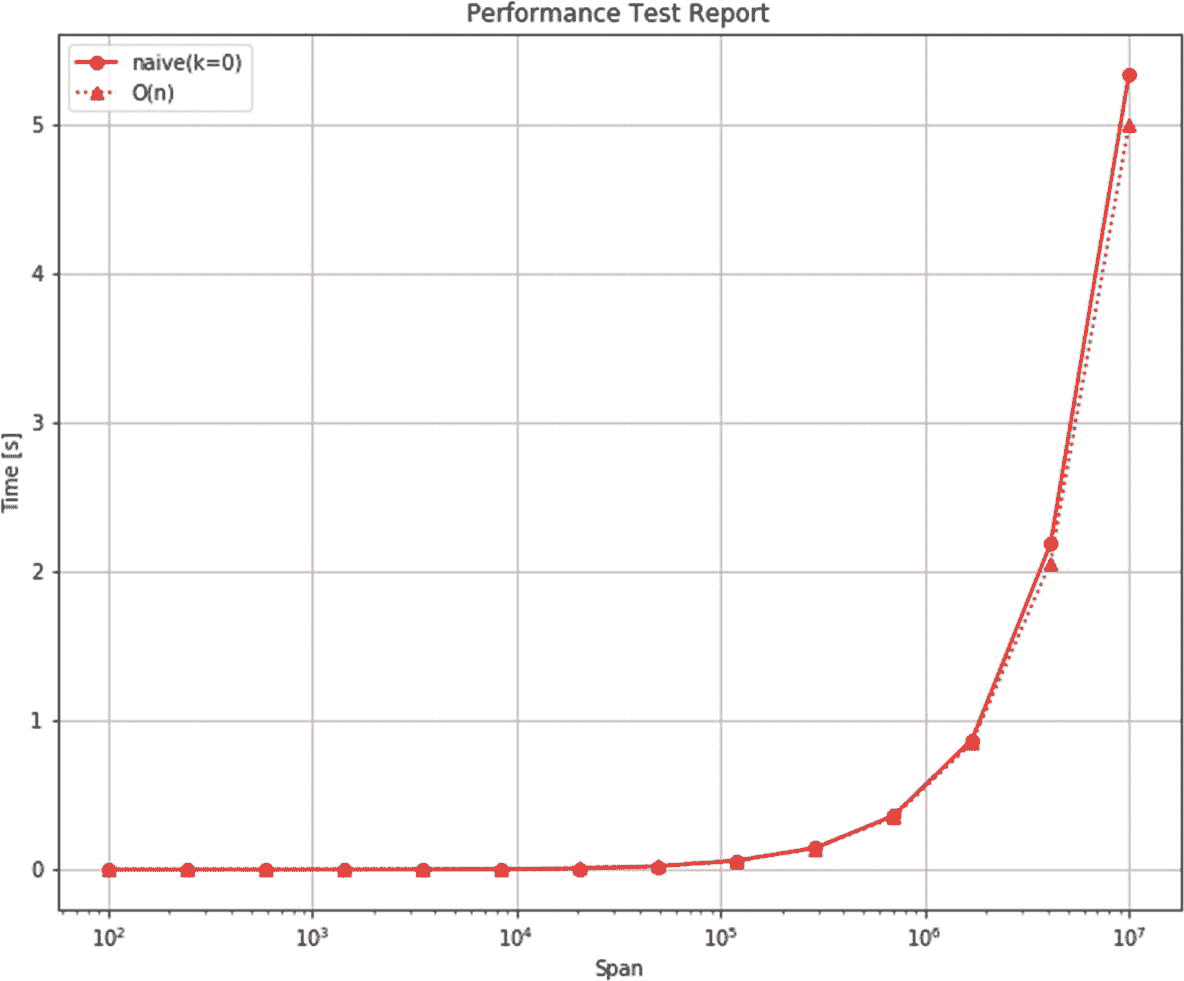 Performance Test Report
naive(k=0)
O(n)
5
4
3
2
1
0
Time [s]
10² 10³ 10⁴ 10⁵ 10⁶ 10⁷
Span